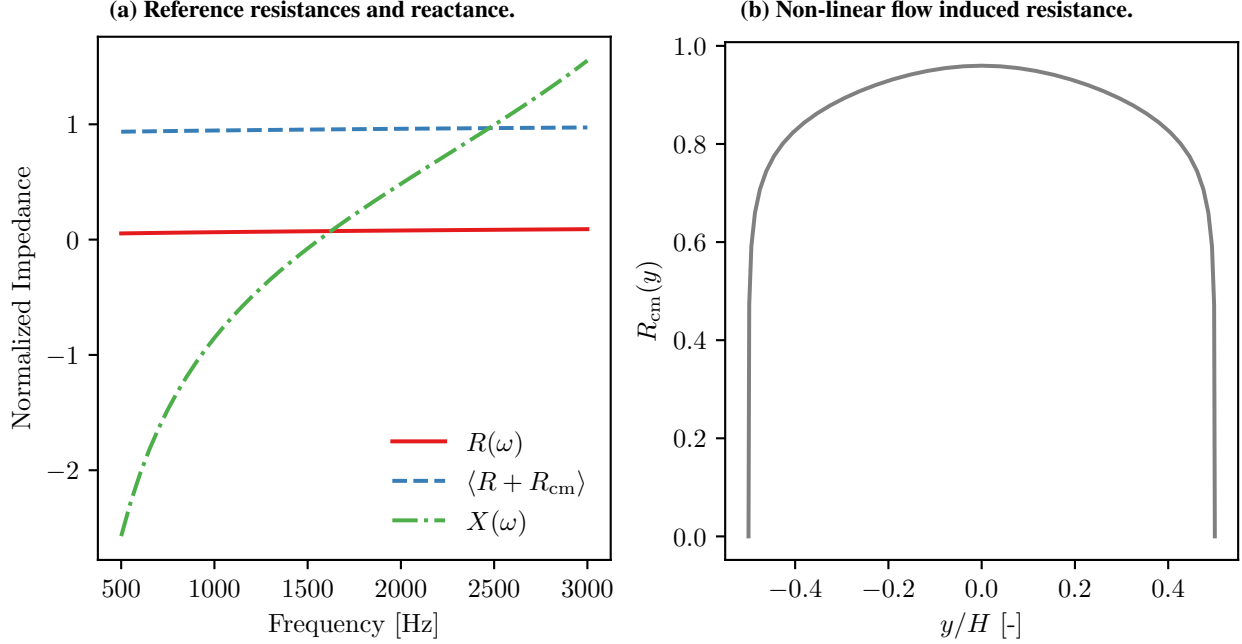 (a) Reference resistances and reactance.
Normalized Impedance
1
0
−1
−2
R(ω)
⟨R + R_cm⟩
X(ω)
500 1000 1500 2000 2500 3000
Frequency [Hz]
(b) Non-linear flow induced resistance.
R_cm(y)
1.0
0.8
0.6
0.4
0.2
0.0
−0.4 −0.2 0.0 0.2 0.4
y/H [-]